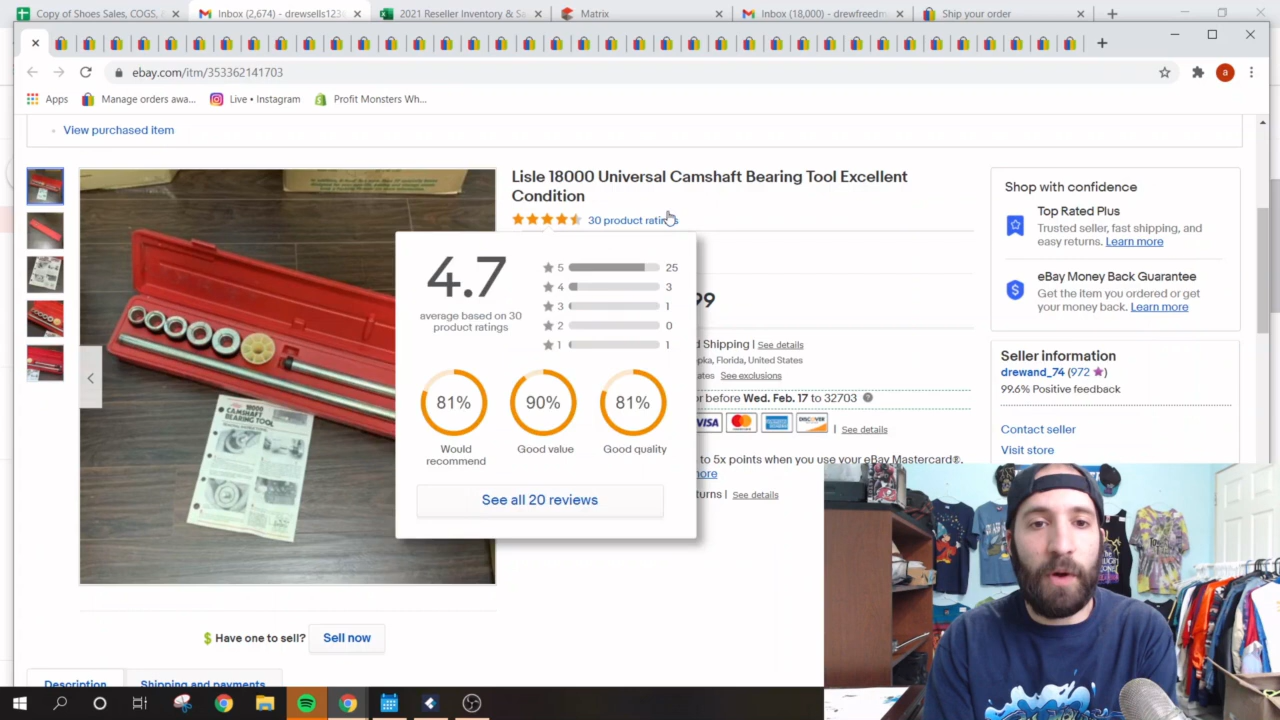 Copy of Shoes Sales, COGS,
Inbox (2,674) - drewsells123
2021 Reseller Inventory & Sa
Matrix
Inbox (18,000) - drewfreedm
Ship your order
ebay.com/itm/353362141703
a
Apps
Manage orders awa...
Live • Instagram
Profit Monsters Wh...
View purchased item
Lisle 18000 Universal Camshaft Bearing Tool Excellent
Condition
30 product ratings
4.7
average based on 30
product ratings
5 25
4 3
3 1
2 0
1 1
81%
90%
81%
Would
recommend
Good value
Good quality
See all 20 reviews
99
d Shipping | See details
pka, Florida, United States
ates See exclusions
or before Wed. Feb. 17 to 32703
VISA
DISCOVER
See details
to 5x points when you use your eBay Mastercard®.
ore
turns | See details
Shop with confidence
Top Rated Plus
Trusted seller, fast shipping, and
easy returns. Learn more
eBay Money Back Guarantee
Get the item you ordered or get
your money back. Learn more
Seller information
drewand_74 (972)
99.6% Positive feedback
Contact seller
Visit store
CAMSHAFT
BEARING TOOL
Have one to sell?
Sell now
Description
Shipping and payments